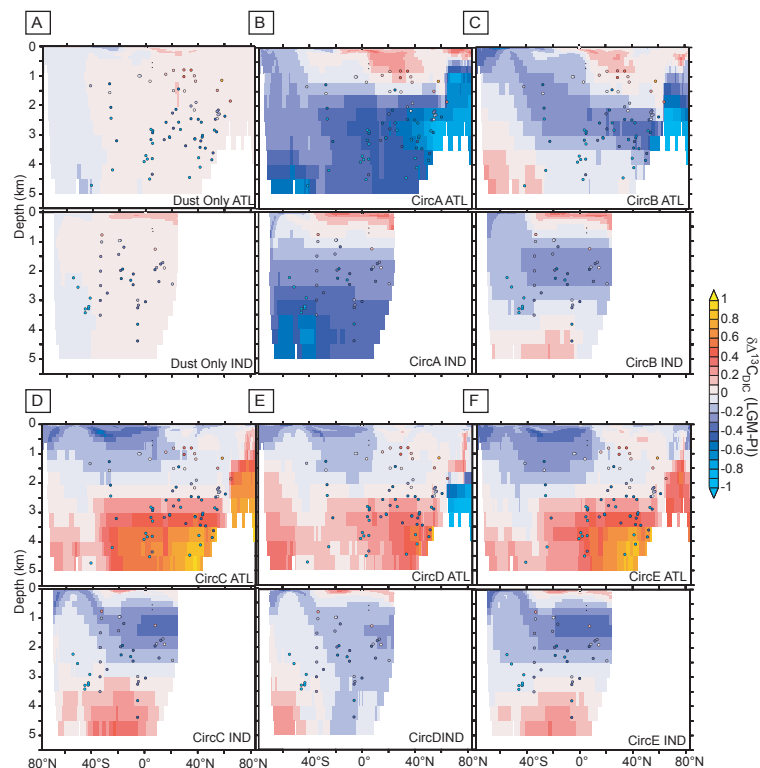 A
B
C
0
1
2
3
4
5
Depth (km)
Dust Only ATL
CircA ATL
CircB ATL
0
1
2
3
4
5
Dust Only IND
CircA IND
CircB IND
1
0.8
0.6
0.4
0.2
0
-0.2
-0.4
-0.6
-0.8
-1
δΔ13CDIC (LGM-PI)
D
E
F
0
1
2
3
4
5
Depth (km)
CircC ATL
CircD ATL
CircE ATL
0
1
2
3
4
5
CircC IND
CircDIND
CircE IND
80°N 40°S 0° 40°N 80°N 40°S 0° 40°N 80°N 40°S 0° 40°N 80°N